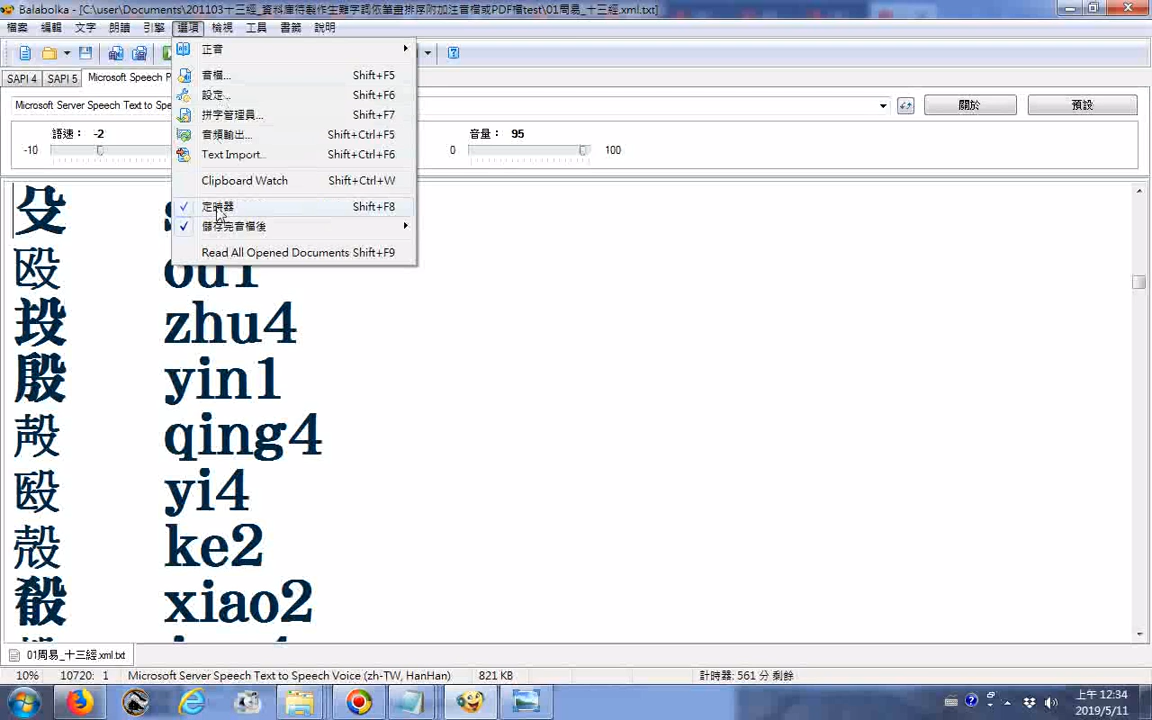 Balabolka - [C:\user\Documents\201103十三經_資料庫待製作生難字詞依筆畫排序附加注音檔或PDF檔test\01周易_十三經.xml.txt]
檔案 編輯 文字 朗讀 引擎 選項 檢視 工具 書籤 說明
正音
SAPI 4 SAPI 5 Microsoft Speech P
音檔... Shift+F5
設定... Shift+F6
Microsoft Server Speech Text to Spe
關於 預設
拼字管理員... Shift+F7
語速： -2
音頻輸出... Shift+Ctrl+F5
音量： 95
-10
Text Import... Shift+Ctrl+F6
0 100
Clipboard Watch Shift+Ctrl+W
定時器 Shift+F8
殳
儲存完音檔後
Read All Opened Documents Shift+F9
殴 ou1
zhu4
殷 yin1
qing4
yi4
ke2
xiao2
01周易_十三經.xml.txt
10% 10720: 1 Microsoft Server Speech Text to Speech Voice (zh-TW, HanHan) 821 KB 計時器: 561 分 剩餘
上午 12:34
2019/5/11